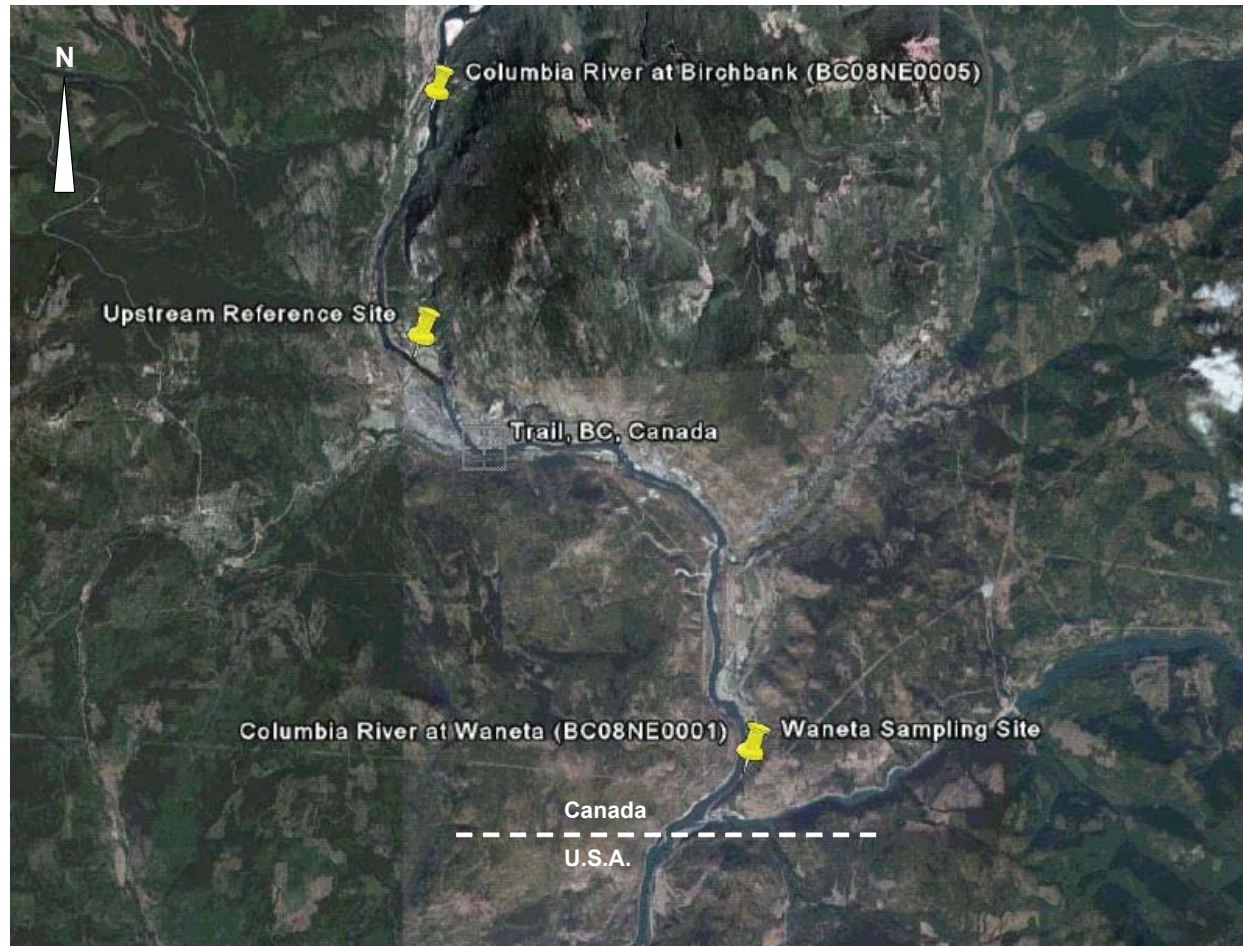 N
Columbia River at Birchbank (BC08NE0005)
Upstream Reference Site
Trail, BC, Canada
Columbia River at Waneta (BC08NE0001)
Waneta Sampling Site
Canada
U.S.A.